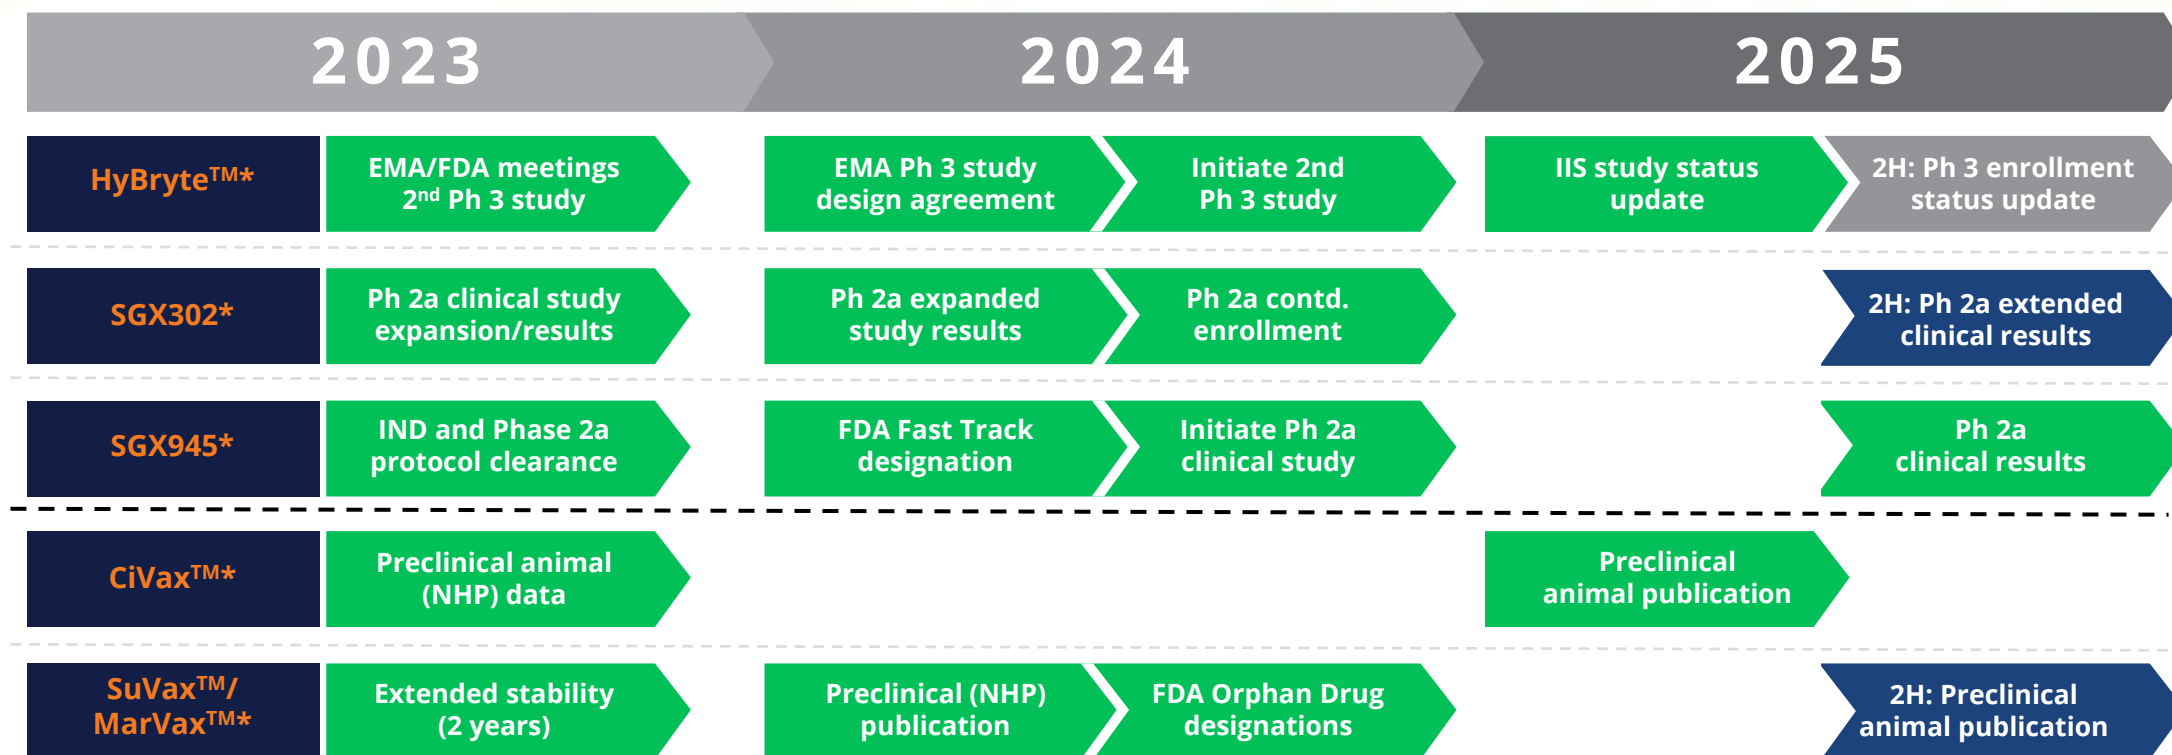 2023
2024
2025
HyBryte™*
EMA/FDA meetings
2nd Ph 3 study
EMA Ph 3 study
design agreement
Initiate 2nd
Ph 3 study
IIS study status
update
2H: Ph 3 enrollment
status update
SGX302*
Ph 2a clinical study
expansion/results
Ph 2a expanded
study results
Ph 2a contd.
enrollment
2H: Ph 2a extended
clinical results
SGX945*
IND and Phase 2a
protocol clearance
FDA Fast Track
designation
Initiate Ph 2a
clinical study
Ph 2a
clinical results
CiVax™*
Preclinical animal
(NHP) data
Preclinical
animal publication
SuVax™/
MarVax™*
Extended stability
(2 years)
Preclinical (NHP)
publication
FDA Orphan Drug
designations
2H: Preclinical
animal publication